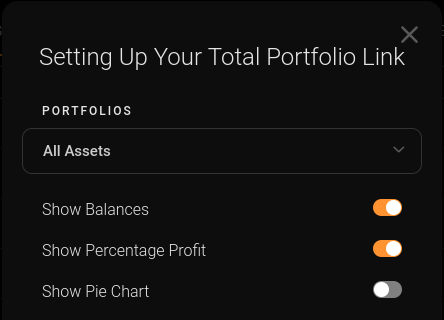 Setting Up Your Total Portfolio Link
PORTFOLIOS
All Assets
Show Balances
Show Percentage Profit
Show Pie Chart